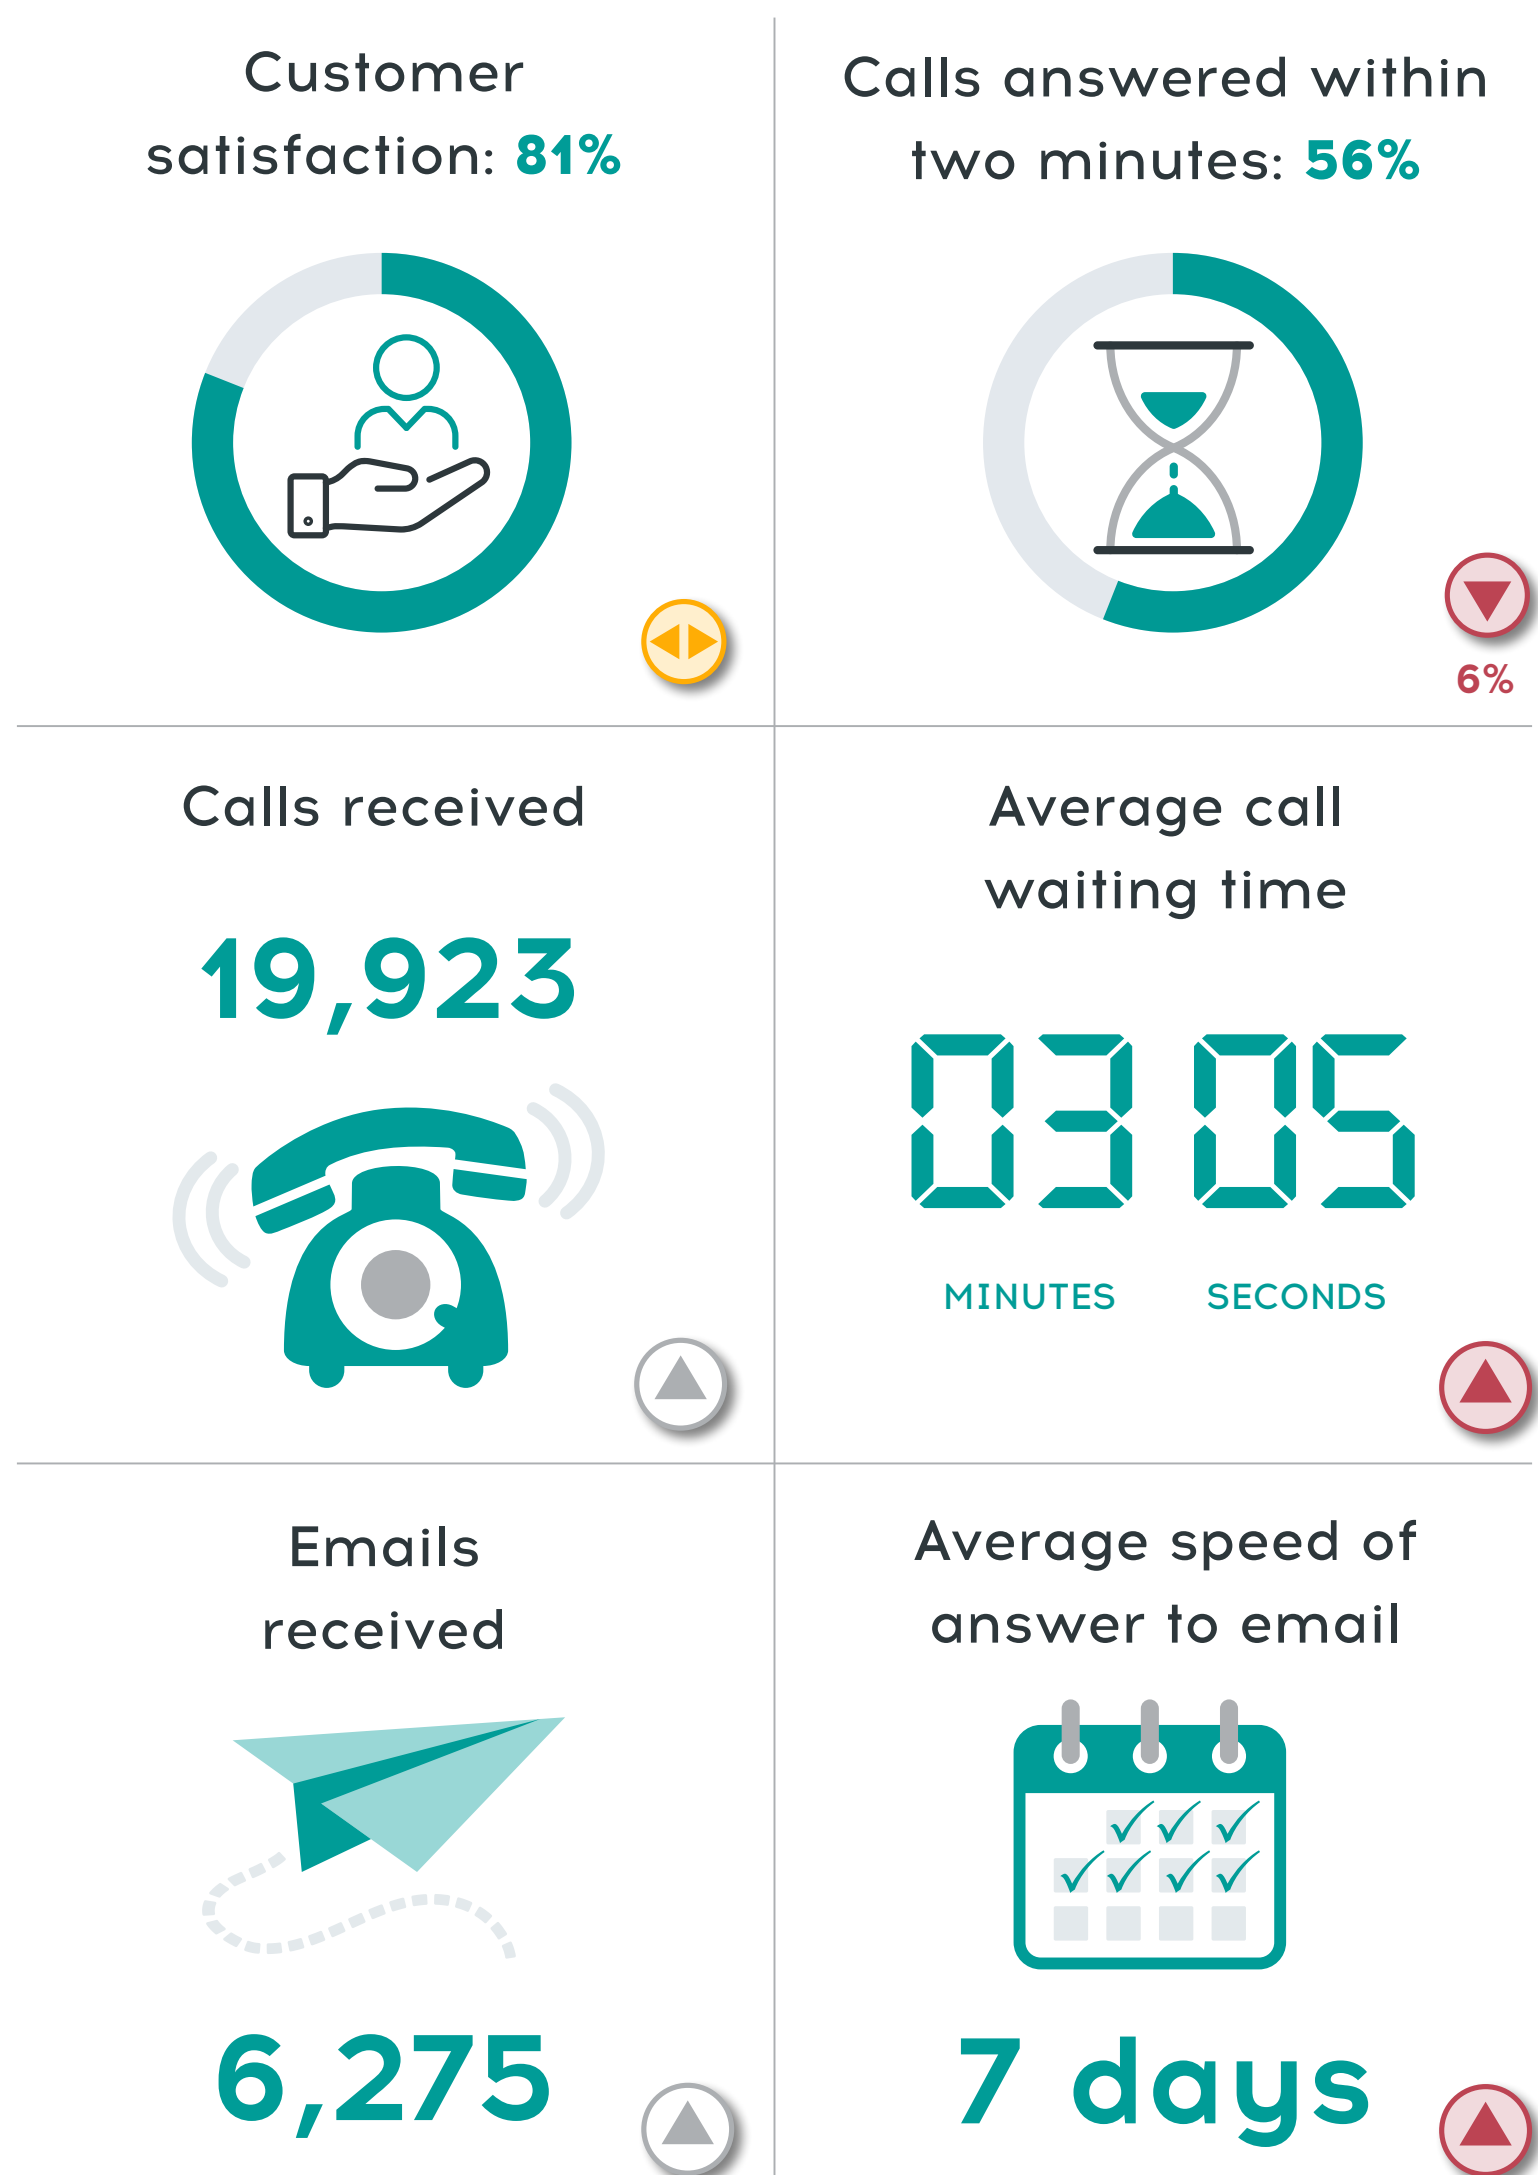 Customer
satisfaction: 81%
Calls answered within
two minutes: 56%
6%
Calls received
19,923
Average call
waiting time
03 05
MINUTES SECONDS
Emails
received
6,275
Average speed of
answer to email
7 days